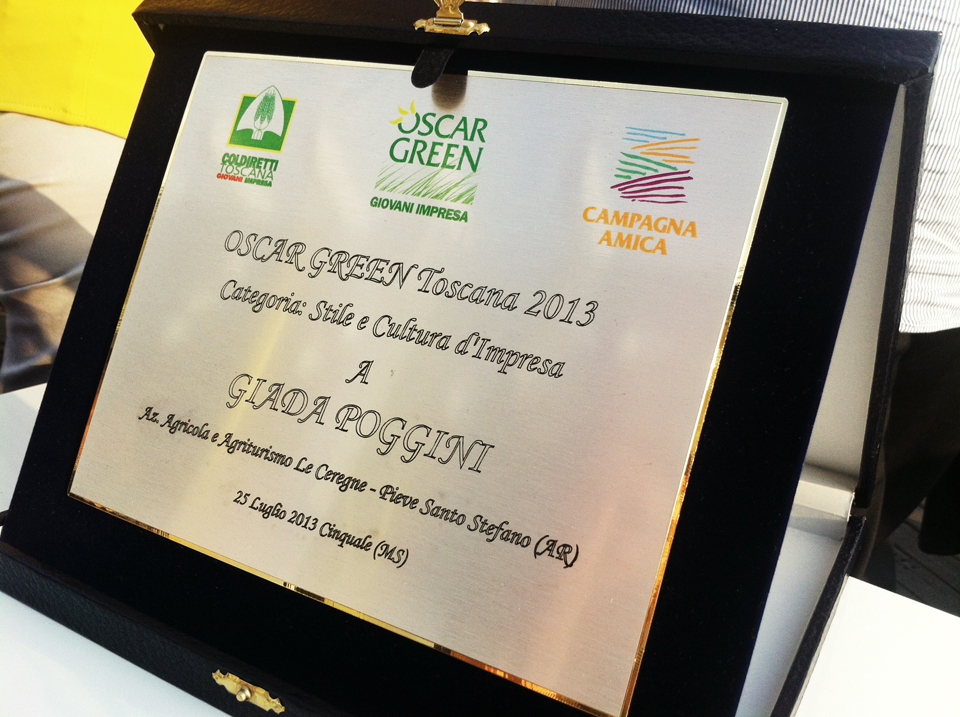 COLDIRETTI
TOSCANA
GIOVANI IMPRESA
OSCAR
GREEN
GIOVANI IMPRESA
CAMPAGNA
AMICA
OSCAR GREEN Toscana 2013
Categoria: Stile e Cultura d'Impresa
A
GIADA POGGINI
Az. Agricola e Agriturismo Le Ceregne - Pieve Santo Stefano (AR)
25 Luglio 2013 Cinquale (MS)